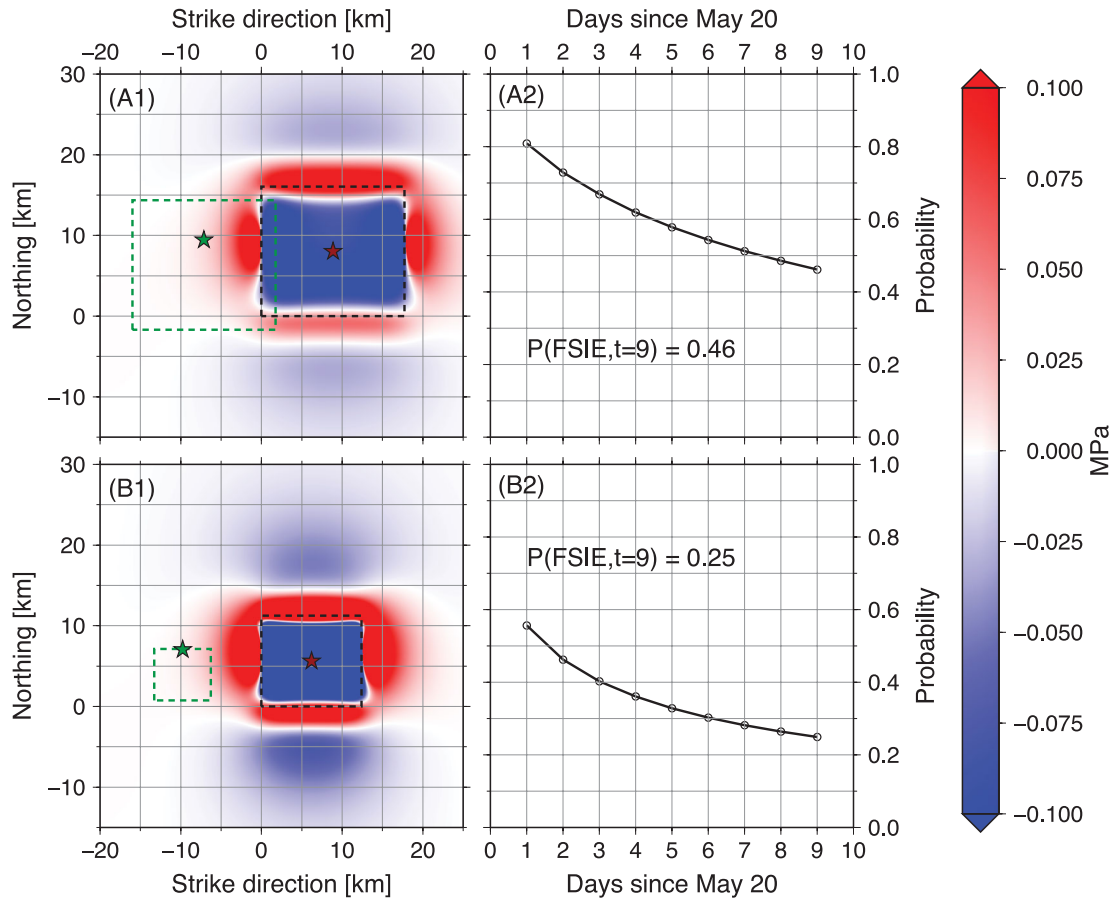 Strike direction [km]
−20 −10 0 10 20
Days since May 20
0 1 2 3 4 5 6 7 8 9 10
(A1)
30
20
10
0
−10
Northing [km]
(A2)
1.0
0.8
0.6
0.4
0.2
0.0
Probability
P(FSIE,t=9) = 0.46
(B1)
30
20
10
0
−10
Northing [km]
−20 −10 0 10 20
Strike direction [km]
(B2)
1.0
0.8
0.6
0.4
0.2
0.0
Probability
P(FSIE,t=9) = 0.25
0 1 2 3 4 5 6 7 8 9 10
Days since May 20
0.100
0.075
0.050
0.025
0.000
−0.025
−0.050
−0.075
−0.100
MPa